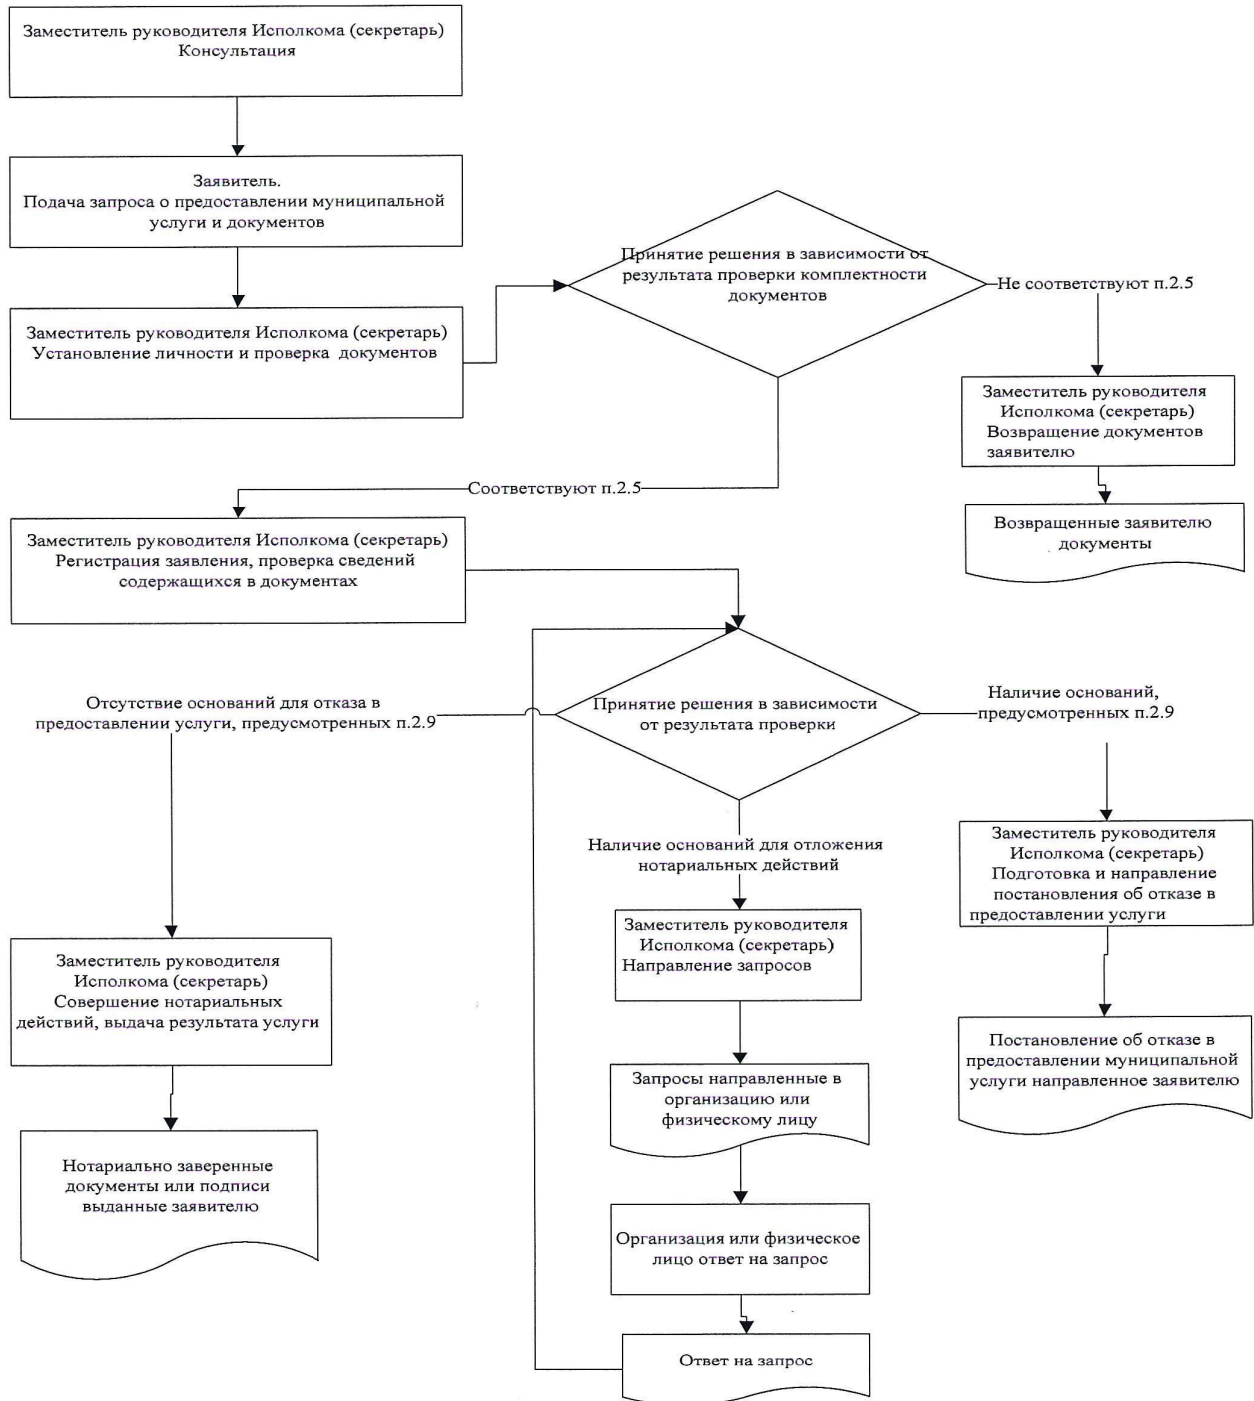 Заместитель руководителя Исполкома (секретарь)
Консультация
Заявитель.
Подача запроса о предоставлении муниципальной
услуги и документов
Заместитель руководителя Исполкома (секретарь)
Установление личности и проверка документов
Принятие решения в зависимости от
результата проверки комплектности
документов
Не соответствуют п.2.5
Заместитель руководителя
Исполкома (секретарь)
Возвращение документов
заявителю
Возвращенные заявителю
документы
Соответствуют п.2.5
Заместитель руководителя Исполкома (секретарь)
Регистрация заявления, проверка сведений
содержащихся в документах
Принятие решения в зависимости
от результата проверки
Отсутствие оснований для отказа в
предоставлении услуги, предусмотренных п.2.9
Наличие оснований,
предусмотренных п.2.9
Наличие оснований для отложения
нотариальных действий
Заместитель руководителя
Исполкома (секретарь)
Совершение нотариальных
действий, выдача результата услуги
Нотариально заверенные
документы или подписи
выданные заявителю
Заместитель руководителя
Исполкома (секретарь)
Направление запросов
Запросы направленные в
организацию или
физическому лицу
Организация или физическое
лицо ответ на запрос
Ответ на запрос
Заместитель руководителя
Исполкома (секретарь)
Подготовка и направление
постановления об отказе в
предоставлении услуги
Постановление об отказе в
предоставлении муниципальной
услуги направленное заявителю